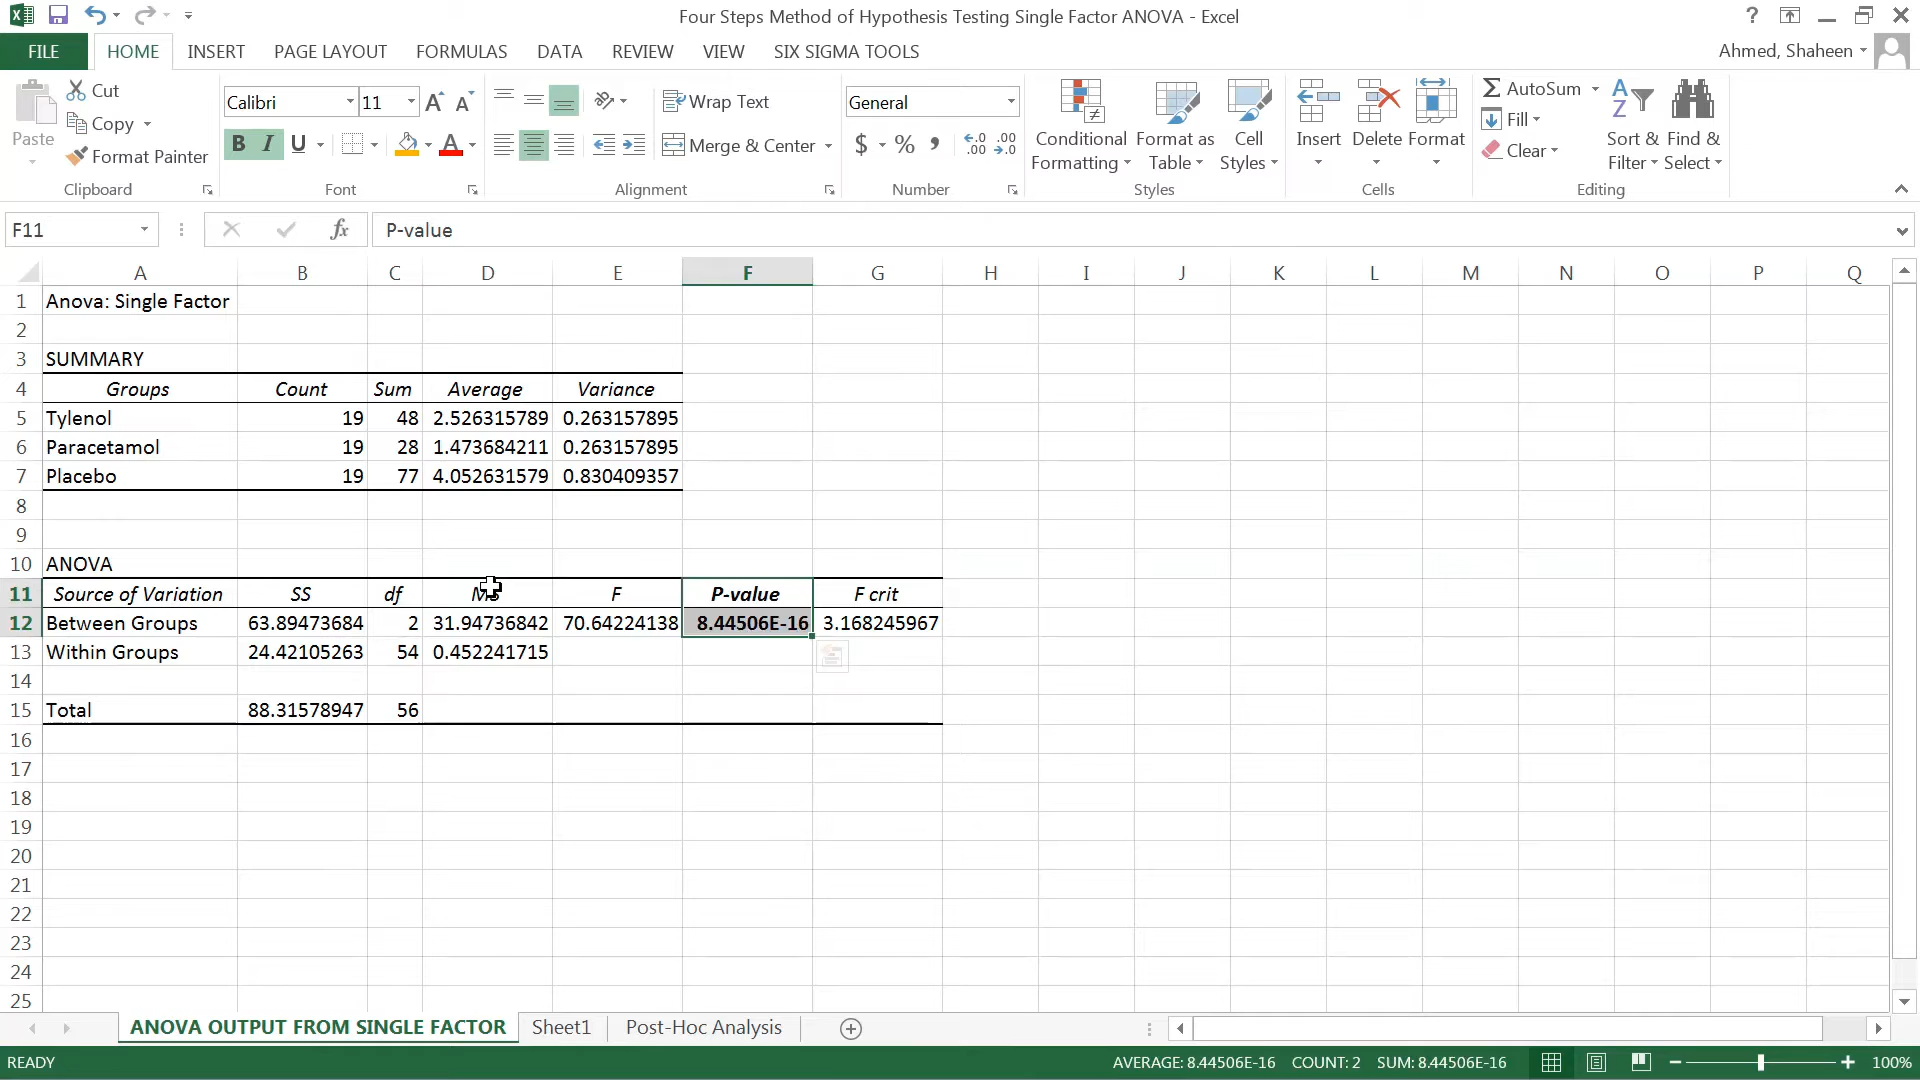 Four Steps Method of Hypothesis Testing Single Factor ANOVA - Excel
?
FILE HOME INSERT PAGE LAYOUT FORMULAS DATA REVIEW VIEW SIX SIGMA TOOLS Ahmed, Shaheen
Paste
Cut
Copy
Format Painter
Clipboard
Calibri 11
B I U
Font
Wrap Text
Merge & Center
Alignment
General
$ % ,
Number
Conditional Formatting
Format as Table
Cell Styles
Styles
Insert Delete Format
Cells
AutoSum
Fill
Clear
Sort & Filter
Find & Select
Editing
F11 fx P-value
A B C D E F G H I J K L M N O P Q
1 Anova: Single Factor
2
3 SUMMARY
4 Groups Count Sum Average Variance
5 Tylenol 19 48 2.526315789 0.263157895
6 Paracetamol 19 28 1.473684211 0.263157895
7 Placebo 19 77 4.052631579 0.830409357
8
9
10 ANOVA
11 Source of Variation SS df MS F P-value F crit
12 Between Groups 63.89473684 2 31.94736842 70.64224138 8.44506E-16 3.168245967
13 Within Groups 24.42105263 54 0.452241715
14
15 Total 88.31578947 56
16
17
18
19
20
21
22
23
24
25
ANOVA OUTPUT FROM SINGLE FACTOR Sheet1 Post-Hoc Analysis
READY AVERAGE: 8.44506E-16 COUNT: 2 SUM: 8.44506E-16 100%